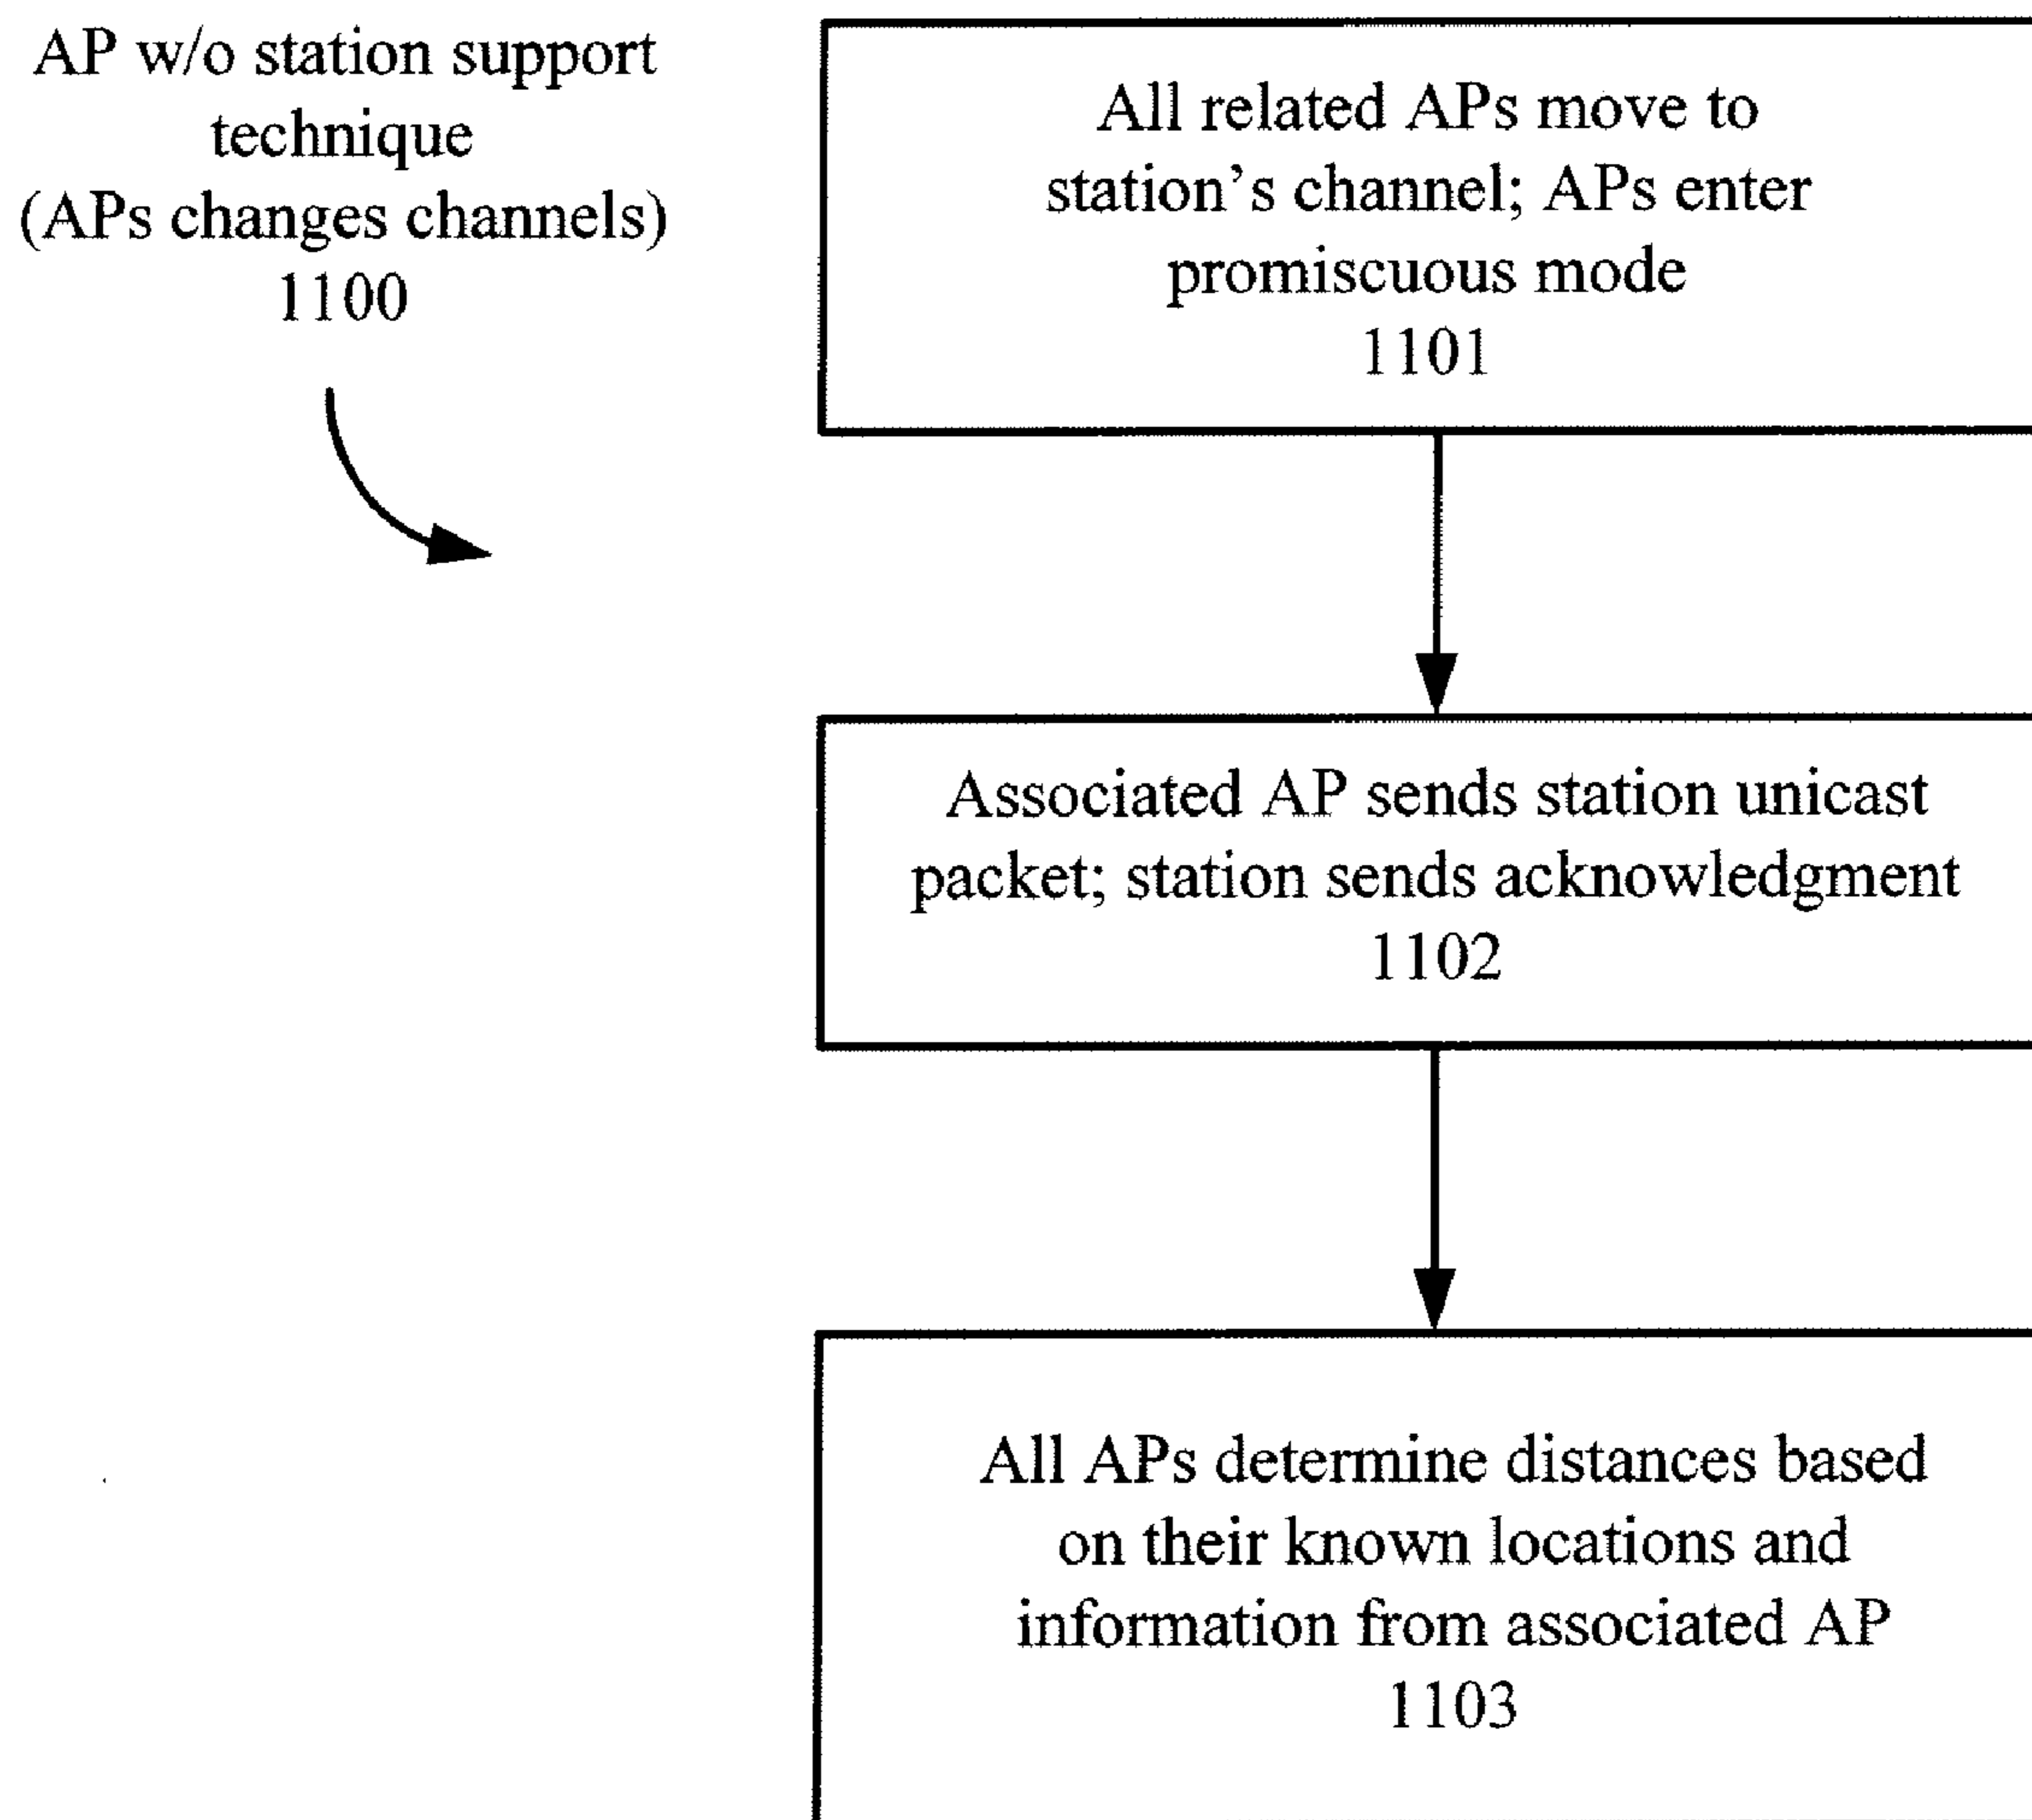 AP w/o station support
technique
(APs changes channels)
1100
All related APs move to
station's channel; APs enter
promiscuous mode
1101
Associated AP sends station unicast
packet; station sends acknowledgment
1102
All APs determine distances based
on their known locations and
information from associated AP
1103